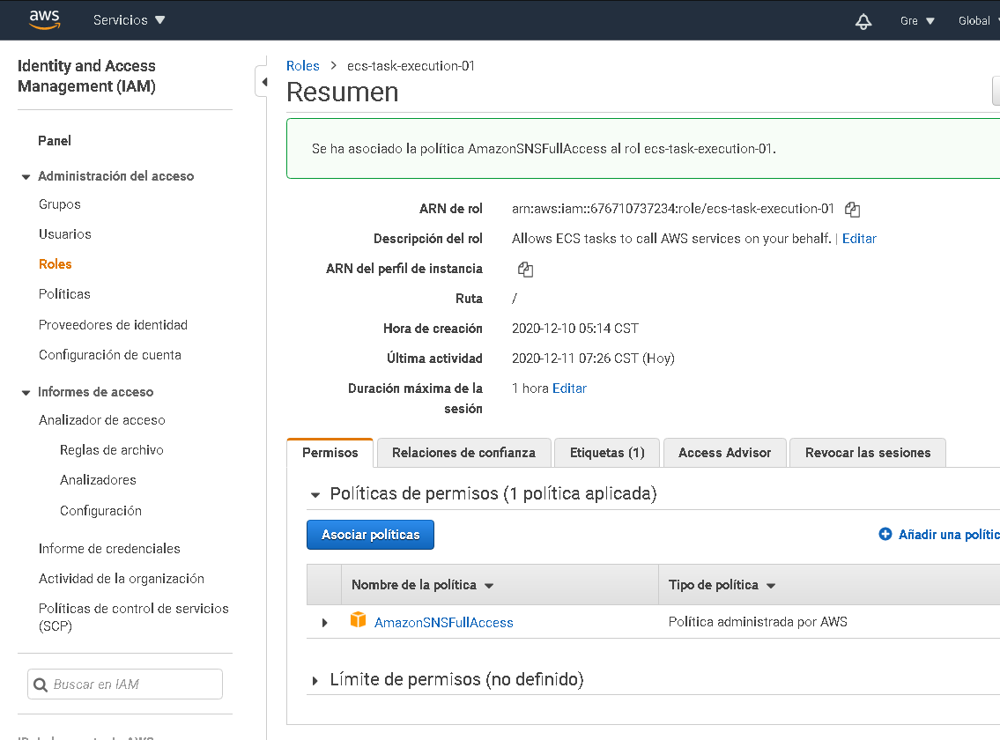 aws
Servicios
Gre
Global
Identity and Access
Management (IAM)
Panel
Administración del acceso
Grupos
Usuarios
Roles
Políticas
Proveedores de identidad
Configuración de cuenta
Informes de acceso
Analizador de acceso
Reglas de archivo
Analizadores
Configuración
Informe de credenciales
Actividad de la organización
Políticas de control de servicios
(SCP)
Buscar en IAM
Roles > ecs-task-execution-01
Resumen
Se ha asociado la política AmazonSNSFullAccess al rol ecs-task-execution-01.
ARN de rol arn:aws:iam::676710737234:role/ecs-task-execution-01
Descripción del rol Allows ECS tasks to call AWS services on your behalf. | Editar
ARN del perfil de instancia
Ruta /
Hora de creación 2020-12-10 05:14 CST
Última actividad 2020-12-11 07:26 CST (Hoy)
Duración máxima de la
sesión
1 hora Editar
Permisos Relaciones de confianza Etiquetas (1) Access Advisor Revocar las sesiones
Políticas de permisos (1 política aplicada)
Asociar políticas
Añadir una polític
Nombre de la política Tipo de política
AmazonSNSFullAccess Política administrada por AWS
Límite de permisos (no definido)